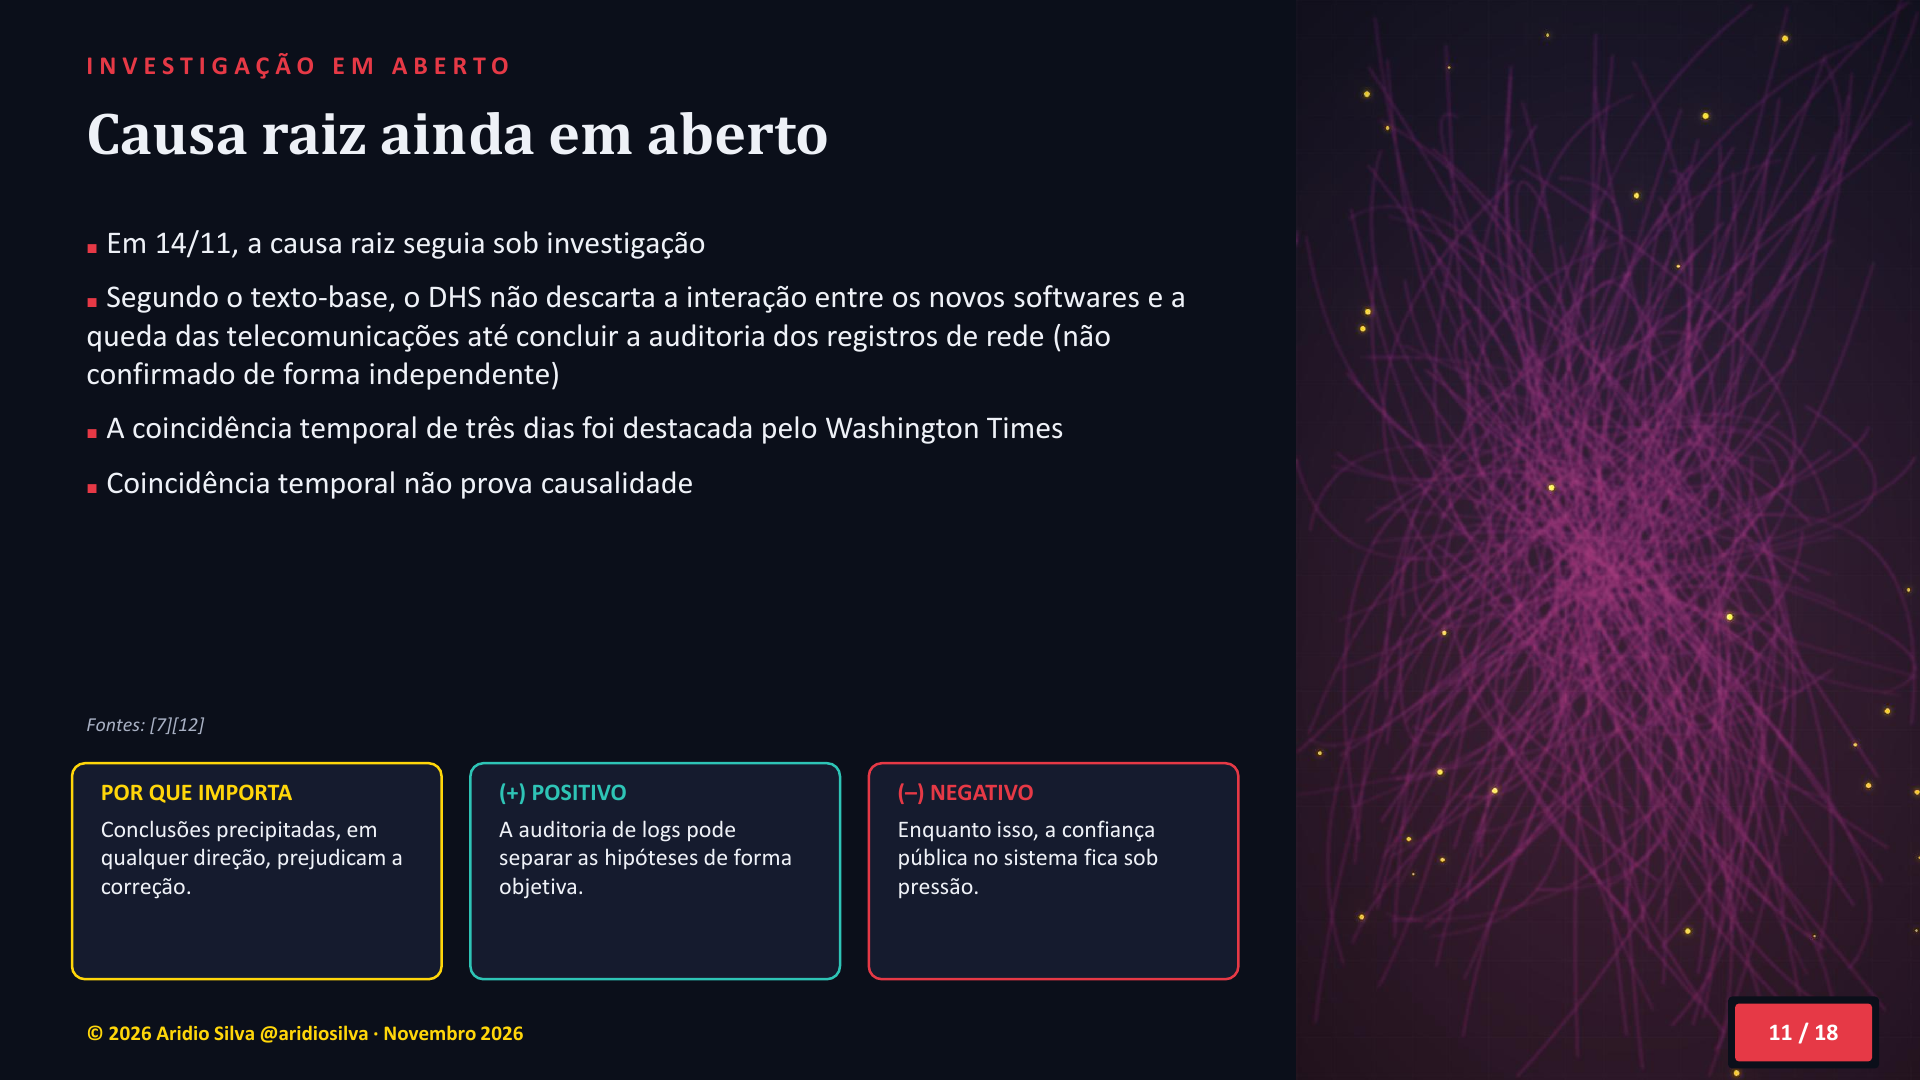 INVESTIGAÇÃO EM ABERTO
Causa raiz ainda em aberto
▪ Em 14/11, a causa raiz seguia sob investigação
▪ Segundo o texto-base, o DHS não descarta a interação entre os novos softwares e a
queda das telecomunicações até concluir a auditoria dos registros de rede (não
confirmado de forma independente)
▪ A coincidência temporal de três dias foi destacada pelo Washington Times
▪ Coincidência temporal não prova causalidade
Fontes: [7][12]
POR QUE IMPORTA
Conclusões precipitadas, em
qualquer direção, prejudicam a
correção.
(+) POSITIVO
A auditoria de logs pode
separar as hipóteses de forma
objetiva.
(–) NEGATIVO
Enquanto isso, a confiança
pública no sistema fica sob
pressão.
© 2026 Aridio Silva @aridiosilva · Novembro 2026
11 / 18